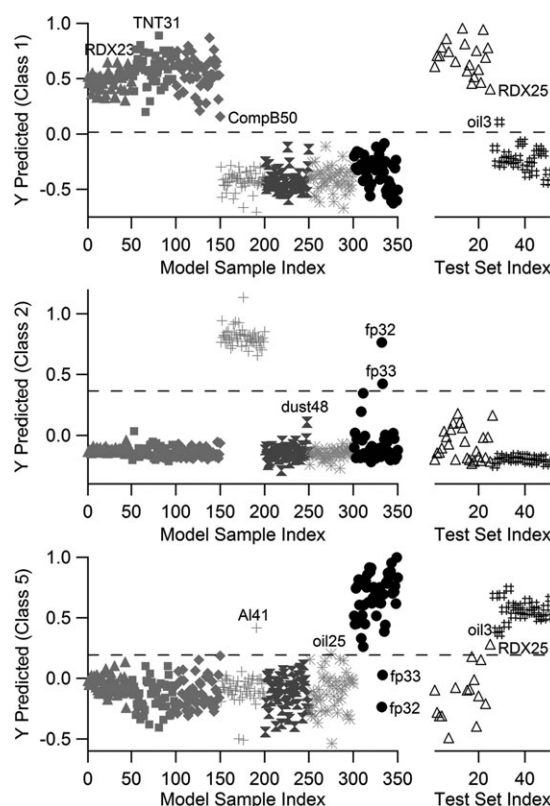 1.0
TNT31
RDX23
0.5
RDX25
CompB50
oil3
0.0
-0.5
Y Predicted (Class 1)
0 50 100 150 200 250 300 350
20 40
Model Sample Index
Test Set Index
1.0
fp32
0.5
fp33
dust48
0.0
Y Predicted (Class 2)
0 50 100 150 200 250 300 350
20 40
Model Sample Index
Test Set Index
1.0
Al41
0.5
oil25
oil3
RDX25
0.0
fp33
fp32
-0.5
Y Predicted (Class 5)
0 50 100 150 200 250 300 350
20 40
Model Sample Index
Test Set Index